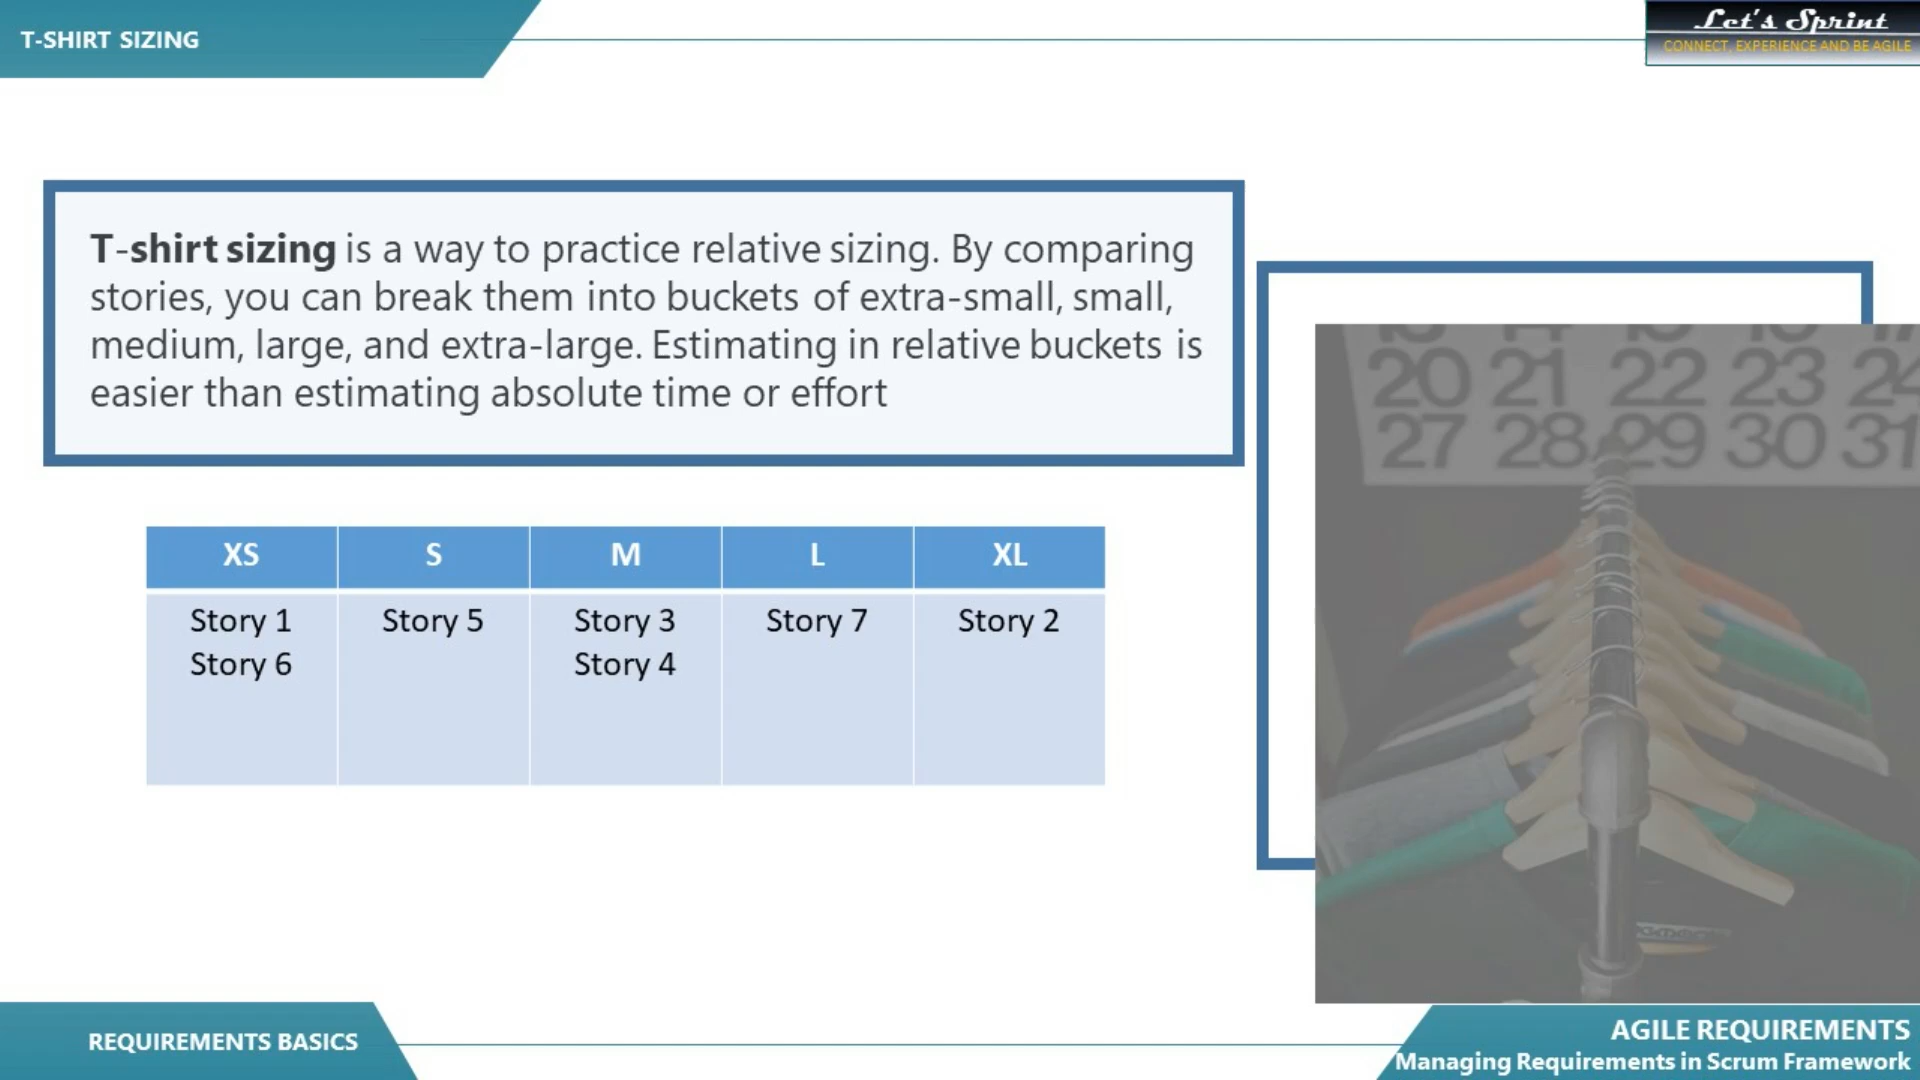 T-SHIRT SIZING
Let's Sprint
CONNECT, EXPERIENCE AND BE AGILE
T-shirt sizing is a way to practice relative sizing. By comparing
stories, you can break them into buckets of extra-small, small,
medium, large, and extra-large. Estimating in relative buckets is
easier than estimating absolute time or effort
20 21 22 23 24
27 28 29 30 31
XS S M L XL
Story 1 Story 5 Story 3 Story 7 Story 2
Story 6 Story 4
REQUIREMENTS BASICS
AGILE REQUIREMENTS
Managing Requirements in Scrum Framework